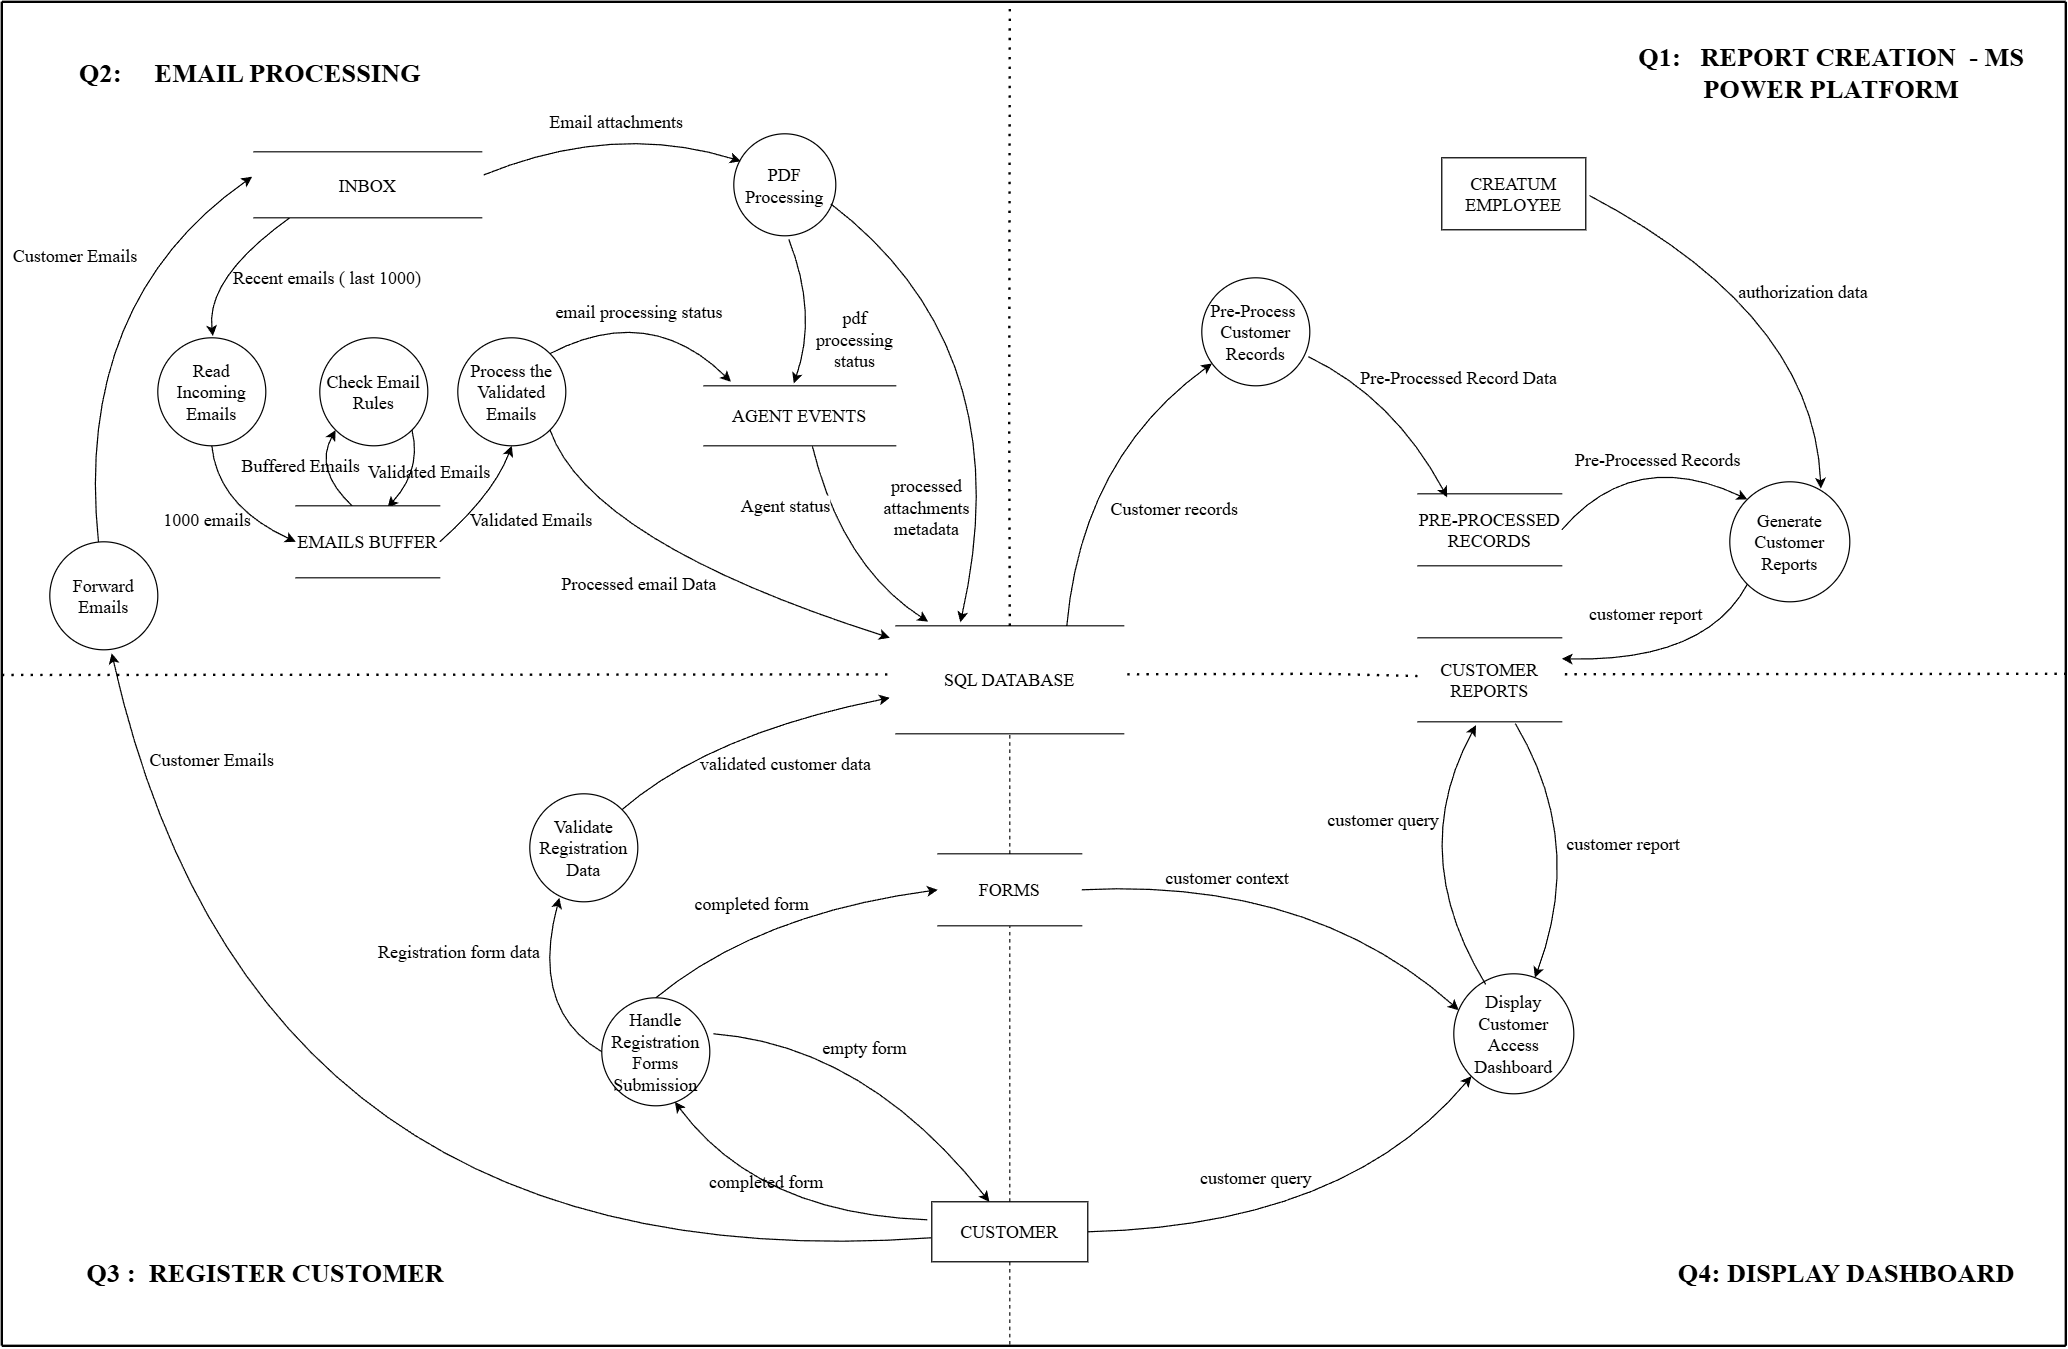 Q2: EMAIL PROCESSING
Q1: REPORT CREATION - MS
POWER PLATFORM
Email attachments
INBOX
PDF
Processing
Customer Emails
Recent emails ( last 1000)
email processing status
pdf
processing
status
Read
Incoming
Emails
Check Email
Rules
Process the
Validated
Emails
AGENT EVENTS
Buffered Emails
Validated Emails
1000 emails
EMAILS BUFFER
Validated Emails
Agent status
processed
attachments
metadata
Processed email Data
Forward
Emails
CREATUM
EMPLOYEE
authorization data
Pre-Process
Customer
Records
Pre-Processed Record Data
Pre-Processed Records
Customer records
PRE-PROCESSED
RECORDS
Generate
Customer
Reports
customer report
SQL DATABASE
CUSTOMER
REPORTS
Customer Emails
validated customer data
Validate
Registration
Data
customer query
customer report
completed form
FORMS
customer context
Registration form data
Handle
Registration
Forms
Submission
empty form
Display
Customer
Access
Dashboard
completed form
customer query
CUSTOMER
Q3 : REGISTER CUSTOMER
Q4: DISPLAY DASHBOARD